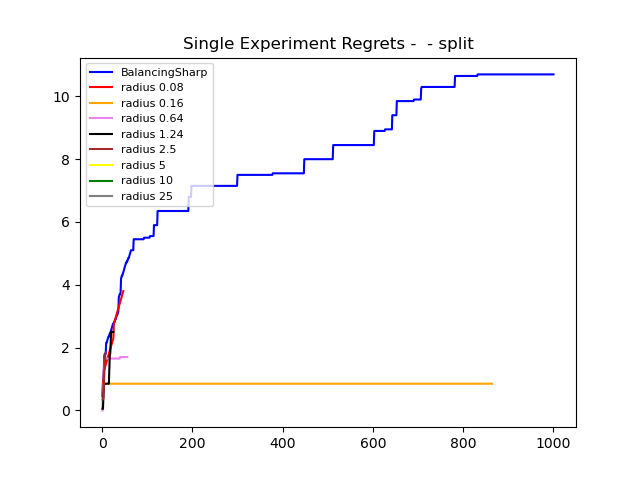 Single Experiment Regrets -  - split
BalancingSharp
radius 0.08
radius 0.16
radius 0.64
radius 1.24
radius 2.5
radius 5
radius 10
radius 25
10
8
6
4
2
0
0 200 400 600 800 1000